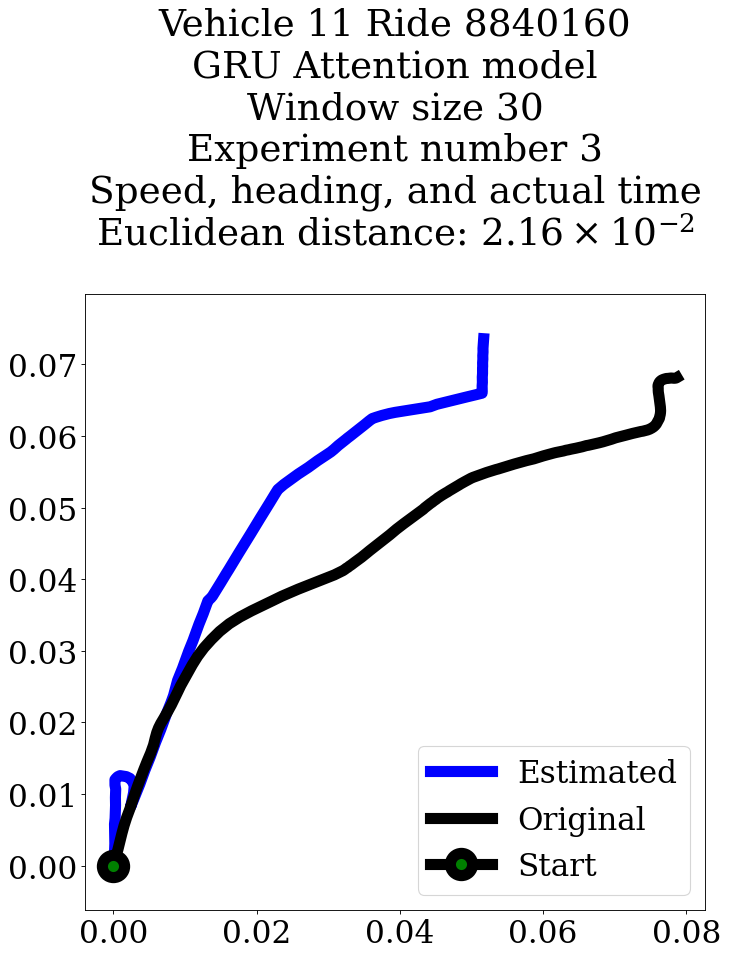 Vehicle 11 Ride 8840160
GRU Attention model
Window size 30
Experiment number 3
Speed, heading, and actual time
Euclidean distance: 2.16 × 10⁻²
0.07
0.06
0.05
0.04
0.03
0.02
0.01
0.00
Estimated
Original
Start
0.00 0.02 0.04 0.06 0.08